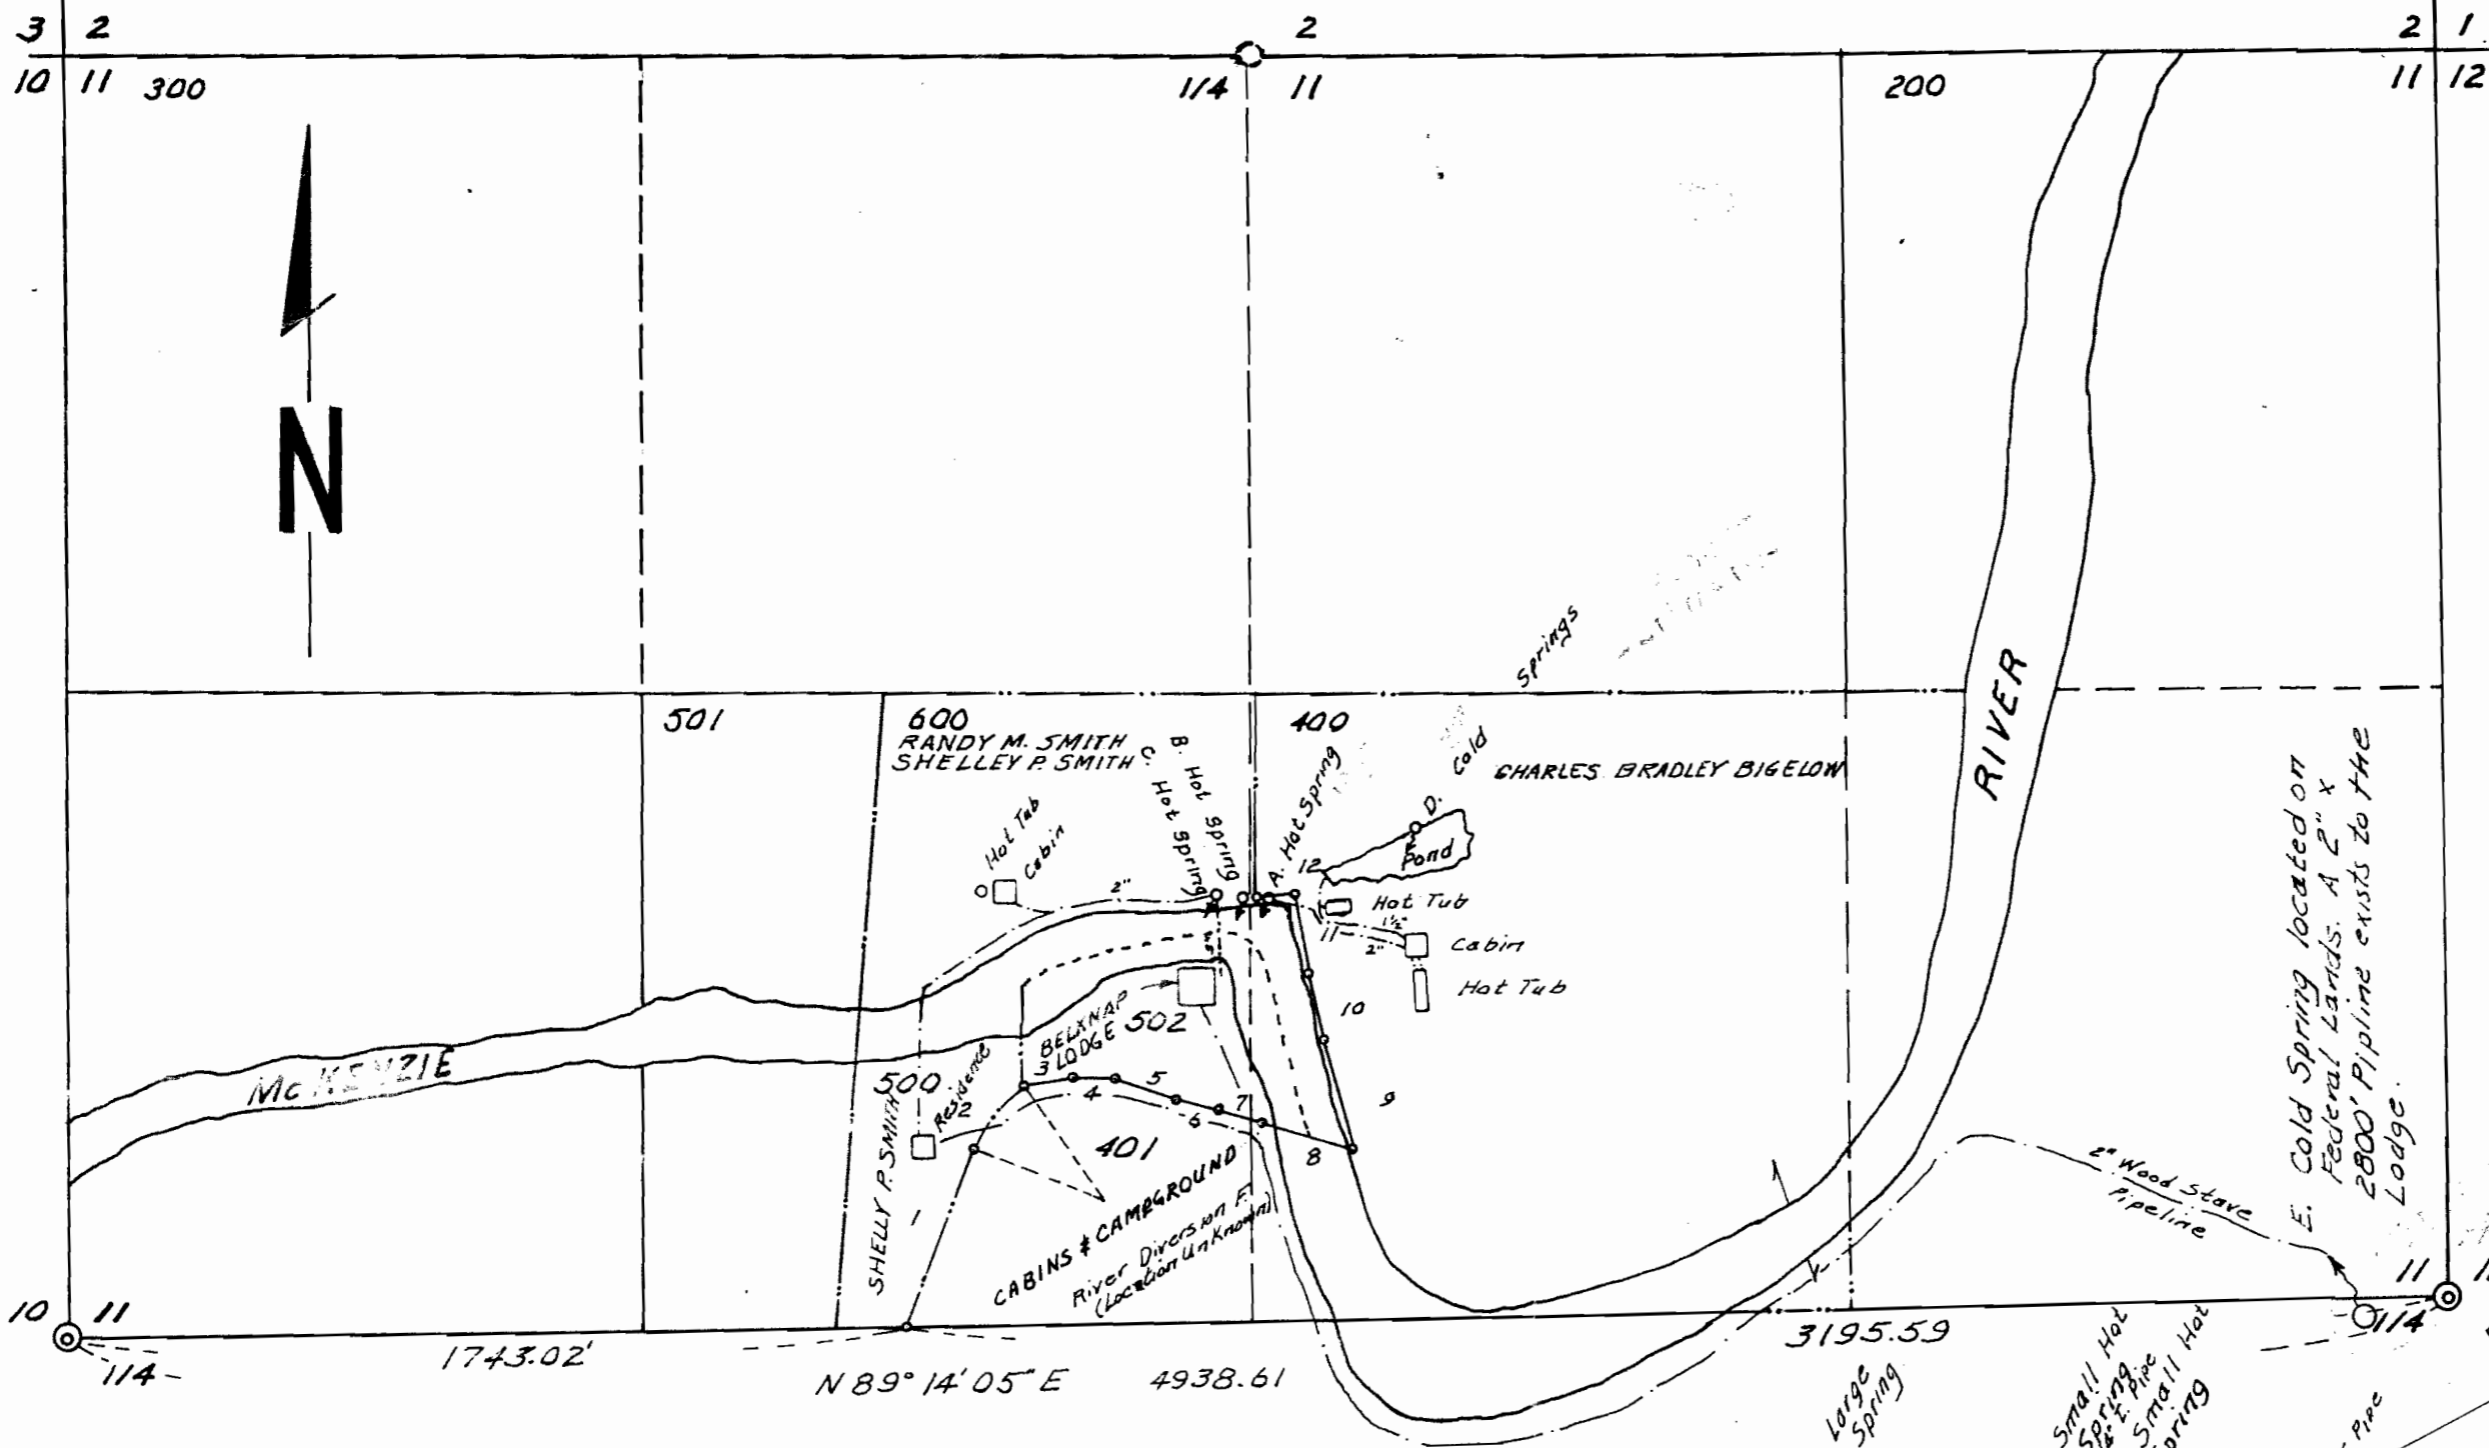 3 2
2
2 1
10 11 300
1/4 11
200
11 12
N
Springs
RIVER
501
600
RANDY M. SMITH
SHELLEY P. SMITH
400
CHARLES BRADLEY BIGELOW
C. Hot Spring
B. Hot Spring
A. Hot Spring
Cold
D.
Pond
12
Hot Tub
Cabin
2"
Hot Tub
1½"
11
2"
Cabin
Hot Tub
10
9
BELKNAP
LODGE
502
3
McKENZIE
500
Residence
2
4
5
6
7
8
401
SHELLY P. SMITH
1
CABINS & CAMPGROUND
River Diversion F.
(Location UnKnown)
2" Wood Stave
Pipeline
E. Cold Spring located on
Federal Lands. A 2" x
2800' Pipline exists to the
Lodge.
10 11
1/4
1743.02'
N 89° 14' 05" E
4938.61
3195.59
11
1/4
Large
Spring
Small Hot
Spring
Pipe
Small Hot
Pipe